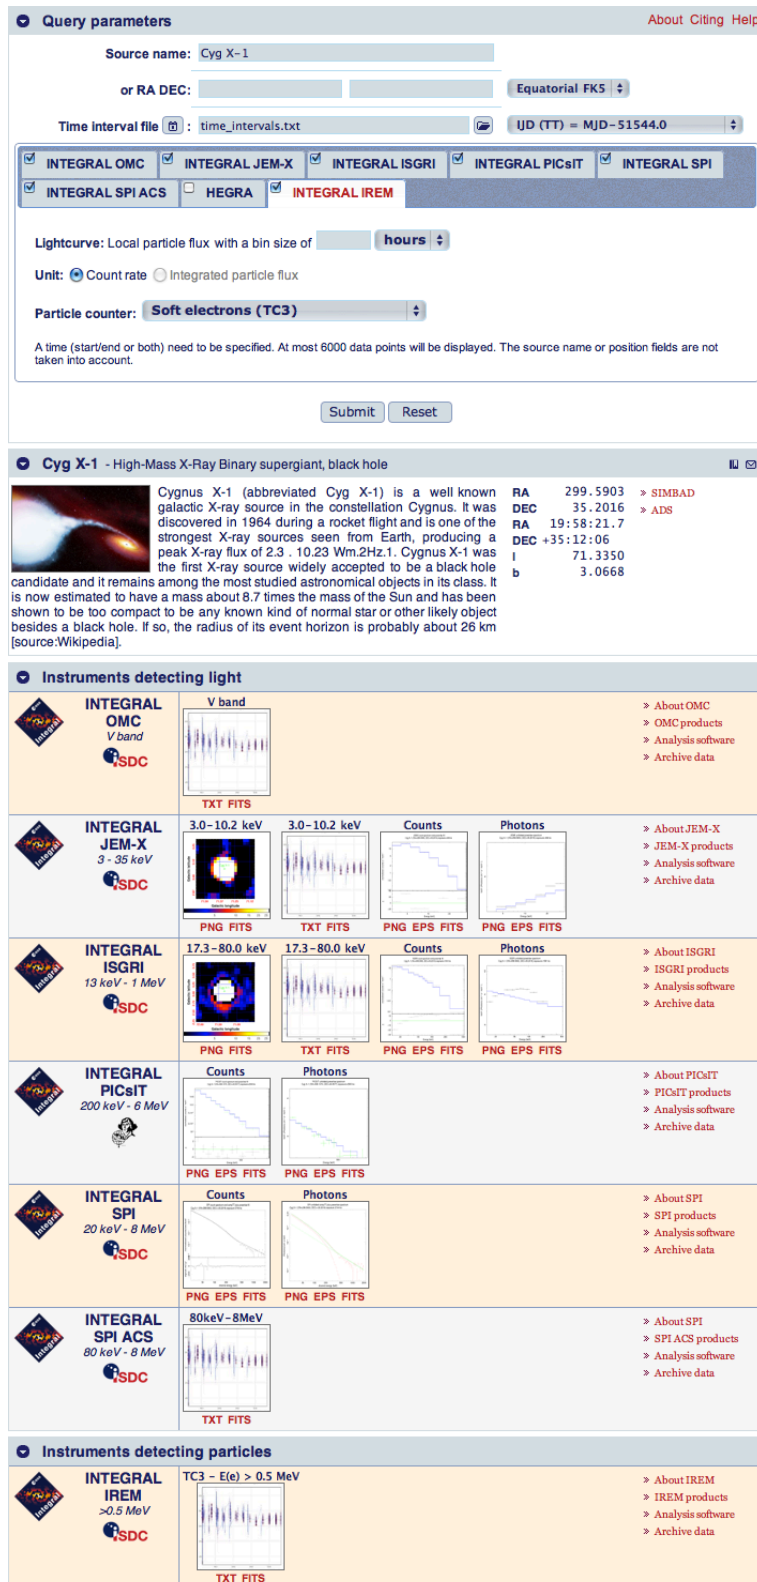 Query parameters
About Citing Help
Source name: Cyg X-1
or RA DEC: Equatorial FK5
Time interval file : time_intervals.txt IJD (TT) = MJD-51544.0
INTEGRAL OMC INTEGRAL JEM-X INTEGRAL ISGRI INTEGRAL PICsIT INTEGRAL SPI
INTEGRAL SPI ACS HEGRA INTEGRAL IREM
Lightcurve: Local particle flux with a bin size of hours
Unit: Count rate Integrated particle flux
Particle counter: Soft electrons (TC3)
A time (start/end or both) need to be specified. At most 6000 data points will be displayed. The source name or position fields are not
taken into account.
Submit Reset
Cyg X-1 - High-Mass X-Ray Binary supergiant, black hole
Cygnus X-1 (abbreviated Cyg X-1) is a well known
galactic X-ray source in the constellation Cygnus. It was
discovered in 1964 during a rocket flight and is one of the
strongest X-ray sources seen from Earth, producing a
peak X-ray flux of 2.3 . 10.23 Wm.2Hz.1. Cygnus X-1 was
the first X-ray source widely accepted to be a black hole
candidate and it remains among the most studied astronomical objects in its class. It
is now estimated to have a mass about 8.7 times the mass of the Sun and has been
shown to be too compact to be any known kind of normal star or other likely object
besides a black hole. If so, the radius of its event horizon is probably about 26 km
[source:Wikipedia].
RA 299.5903
DEC 35.2016
RA 19:58:21.7
DEC +35:12:06
l 71.3350
b 3.0668
» SIMBAD
» ADS
Instruments detecting light
INTEGRAL
OMC
V band
ISDC
V band
TXT FITS
» About OMC
» OMC products
» Analysis software
» Archive data
INTEGRAL
JEM-X
3 - 35 keV
ISDC
3.0-10.2 keV 3.0-10.2 keV Counts Photons
PNG FITS TXT FITS PNG EPS FITS PNG EPS FITS
» About JEM-X
» JEM-X products
» Analysis software
» Archive data
INTEGRAL
ISGRI
13 keV - 1 MeV
ISDC
17.3-80.0 keV 17.3-80.0 keV Counts Photons
PNG FITS TXT FITS PNG EPS FITS PNG EPS FITS
» About ISGRI
» ISGRI products
» Analysis software
» Archive data
INTEGRAL
PICsIT
200 keV - 6 MeV
Counts Photons
PNG EPS FITS PNG EPS FITS
» About PICsIT
» PICsIT products
» Analysis software
» Archive data
INTEGRAL
SPI
20 keV - 8 MeV
ISDC
Counts Photons
PNG EPS FITS PNG EPS FITS
» About SPI
» SPI products
» Analysis software
» Archive data
INTEGRAL
SPI ACS
80 keV - 8 MeV
ISDC
80keV-8MeV
TXT FITS
» About SPI
» SPI ACS products
» Analysis software
» Archive data
Instruments detecting particles
INTEGRAL
IREM
>0.5 MeV
ISDC
TC3 - E(e) > 0.5 MeV
TXT FITS
» About IREM
» IREM products
» Analysis software
» Archive data